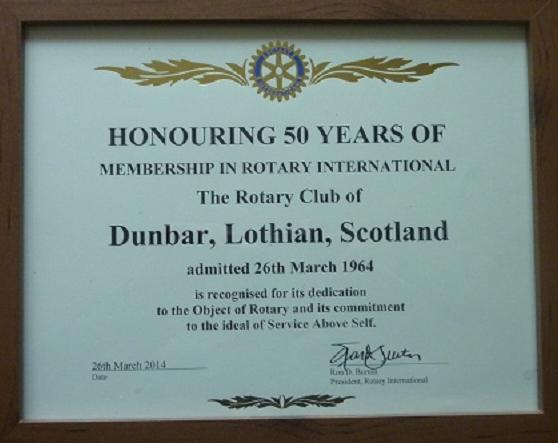 HONOURING 50 YEARS OF
MEMBERSHIP IN ROTARY INTERNATIONAL
The Rotary Club of
Dunbar, Lothian, Scotland
admitted 26th March 1964
is recognised for its dedication
to the Object of Rotary and its commitment
to the ideal of Service Above Self.
26th March 2014
Date
Ron D. Burton
President, Rotary International